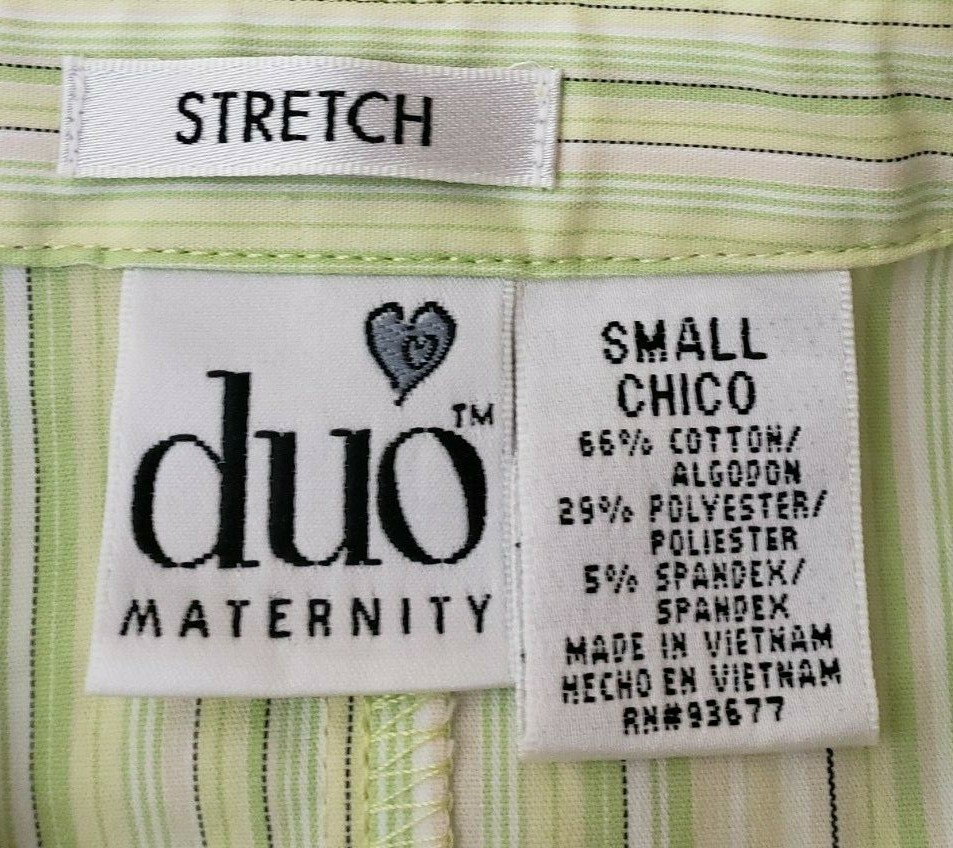 STRETCH
duo™
MATERNITY
SMALL
CHICO
66% COTTON/
ALGODON
29% POLYESTER/
POLIESTER
5% SPANDEX/
SPANDEX
MADE IN VIETNAM
HECHO EN VIETNAM
RN#93677